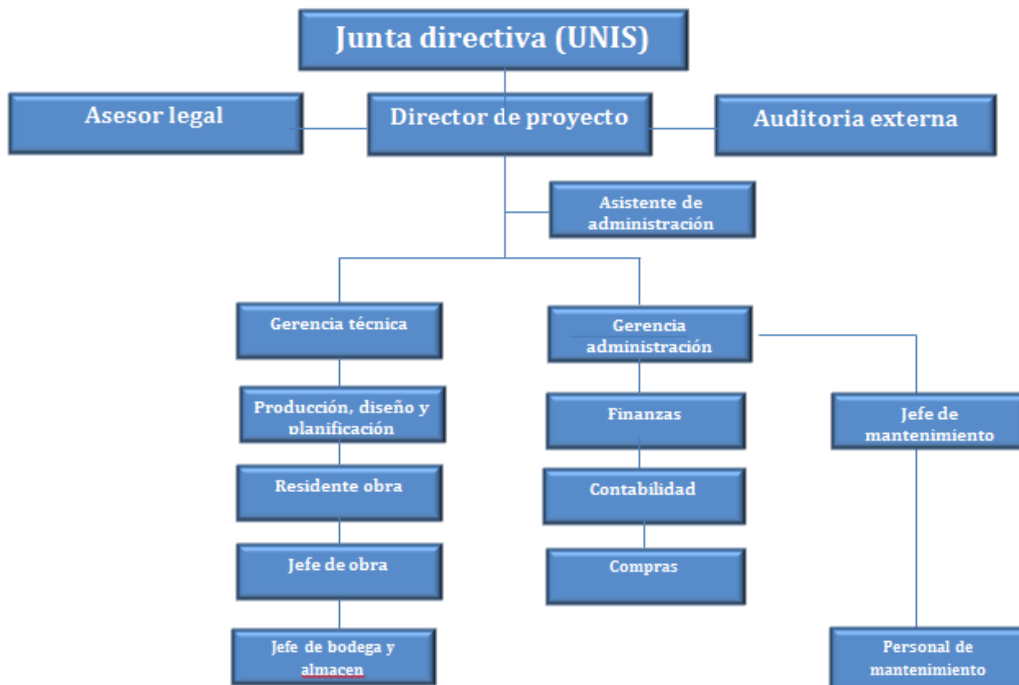 Junta directiva (UNIS)
Asesor legal
Director de proyecto
Auditoria externa
Asistente de
administración
Gerencia técnica
Gerencia
administración
Producción, diseño y
planificación
Finanzas
Jefe de
mantenimiento
Residente obra
Contabilidad
Jefe de obra
Compras
Jefe de bodega y
almacen
Personal de
mantenimiento